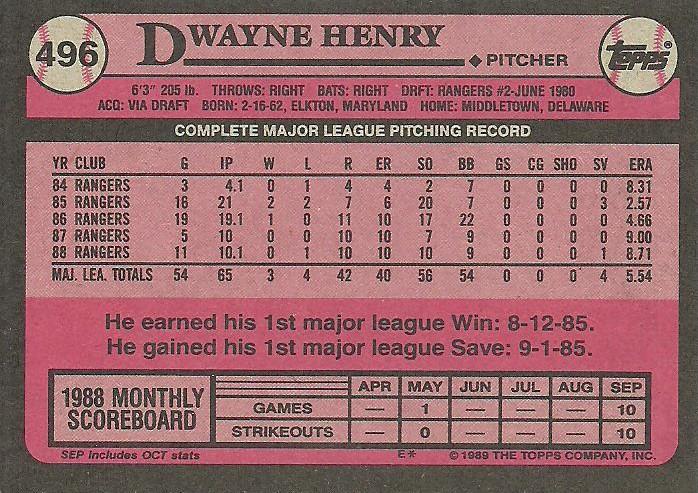 496 DWAYNE HENRY ◆ PITCHER TOPPS®
6'3" 205 lb. THROWS: RIGHT BATS: RIGHT DRFT: RANGERS #2-JUNE 1980
ACQ: VIA DRAFT BORN: 2-16-62, ELKTON, MARYLAND HOME: MIDDLETOWN, DELAWARE
COMPLETE MAJOR LEAGUE PITCHING RECORD
YR CLUB G IP W L R ER SO BB GS CG SHO SV ERA
84 RANGERS 3 4.1 0 1 4 4 2 7 0 0 0 0 8.31
85 RANGERS 16 21 2 2 7 6 20 7 0 0 0 3 2.57
86 RANGERS 19 19.1 1 0 11 10 17 22 0 0 0 0 4.66
87 RANGERS 5 10 0 0 10 10 7 9 0 0 0 0 9.00
88 RANGERS 11 10.1 0 1 10 10 10 9 0 0 0 1 8.71
MAJ. LEA. TOTALS 54 65 3 4 42 40 56 54 0 0 0 4 5.54
He earned his 1st major league Win: 8-12-85.
He gained his 1st major league Save: 9-1-85.
1988 MONTHLY SCOREBOARD
APR MAY JUN JUL AUG SEP
GAMES — 1 — — — 10
STRIKEOUTS — 0 — — — 10
SEP includes OCT stats E* © 1989 THE TOPPS COMPANY, INC.